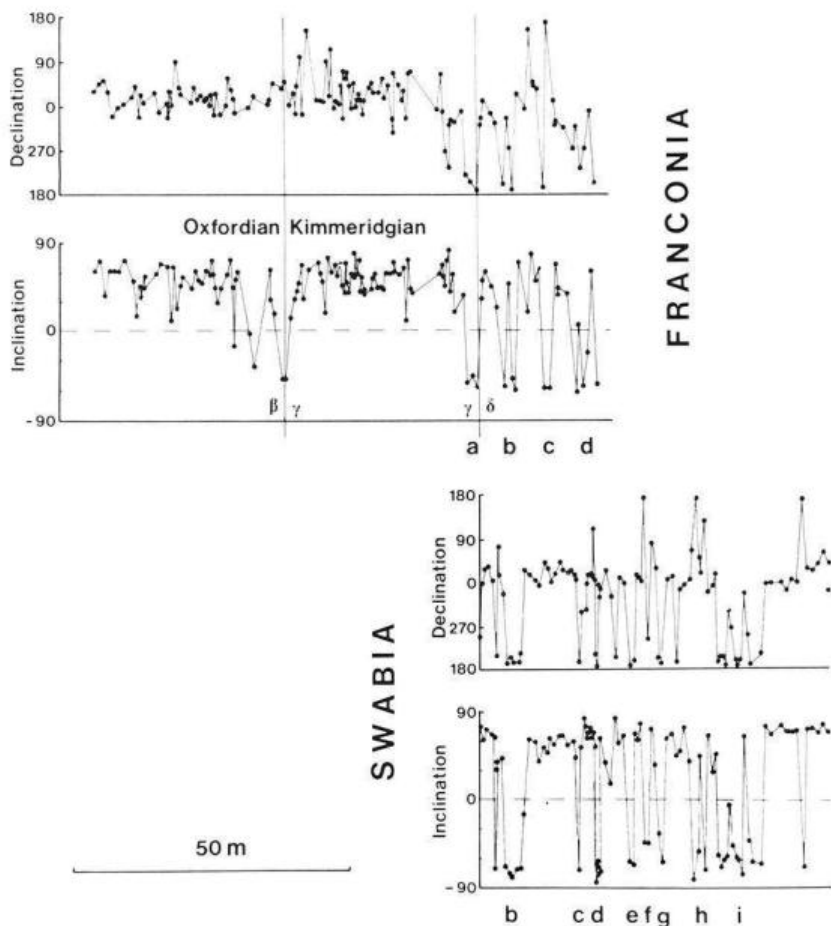 180
90
0
270
180
Declination
Oxfordian Kimmeridgian
90
0
-90
Inclination
β γ γ δ
a b c d
FRANCONIA
180
90
0
270
180
Declination
SWABIA
90
0
-90
Inclination
50 m
b c d e f g h i